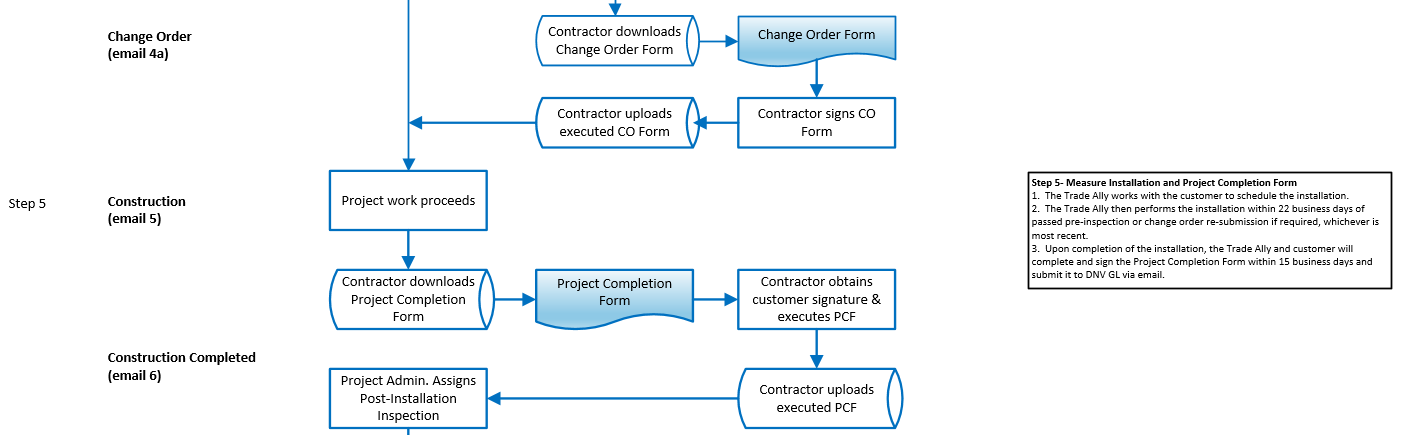 Change Order
(email 4a)
Contractor downloads
Change Order Form
Change Order Form
Contractor uploads
executed CO Form
Contractor signs CO
Form
Step 5
Construction
(email 5)
Project work proceeds
Step 5- Measure Installation and Project Completion Form
1.  The Trade Ally works with the customer to schedule the installation.
2.  The Trade Ally then performs the installation within 22 business days of
passed pre-inspection or change order re-submission if required, whichever is
most recent.
3.  Upon completion of the installation, the Trade Ally and customer will
complete and sign the Project Completion Form within 15 business days and
submit it to DNV GL via email.
Contractor downloads
Project Completion
Form
Project Completion
Form
Contractor obtains
customer signature &
executes PCF
Construction Completed
(email 6)
Project Admin. Assigns
Post-Installation
Inspection
Contractor uploads
executed PCF